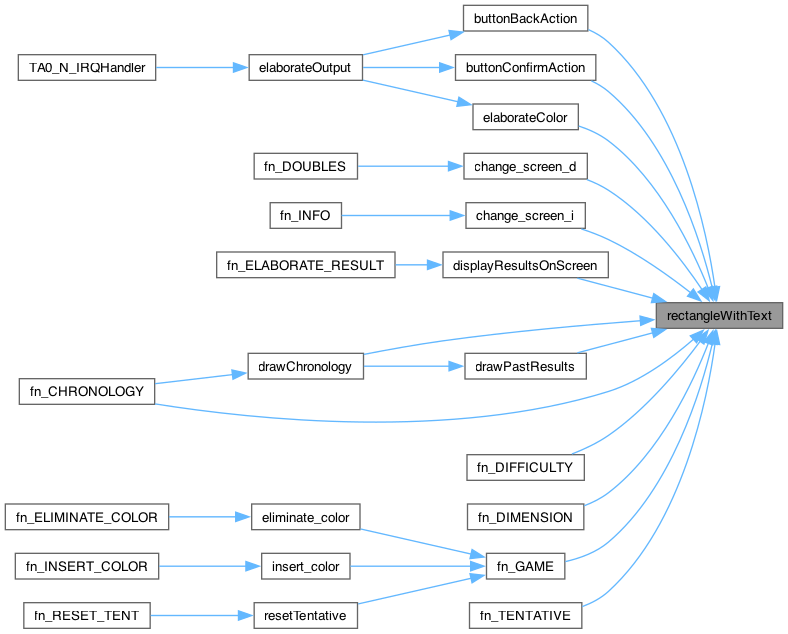 buttonBackAction
TA0_N_IRQHandler
elaborateOutput
buttonConfirmAction
elaborateColor
fn_DOUBLES
change_screen_d
fn_INFO
change_screen_i
fn_ELABORATE_RESULT
displayResultsOnScreen
rectangleWithText
drawChronology
drawPastResults
fn_CHRONOLOGY
fn_DIFFICULTY
fn_ELIMINATE_COLOR
eliminate_color
fn_DIMENSION
fn_INSERT_COLOR
insert_color
fn_GAME
fn_RESET_TENT
resetTentative
fn_TENTATIVE